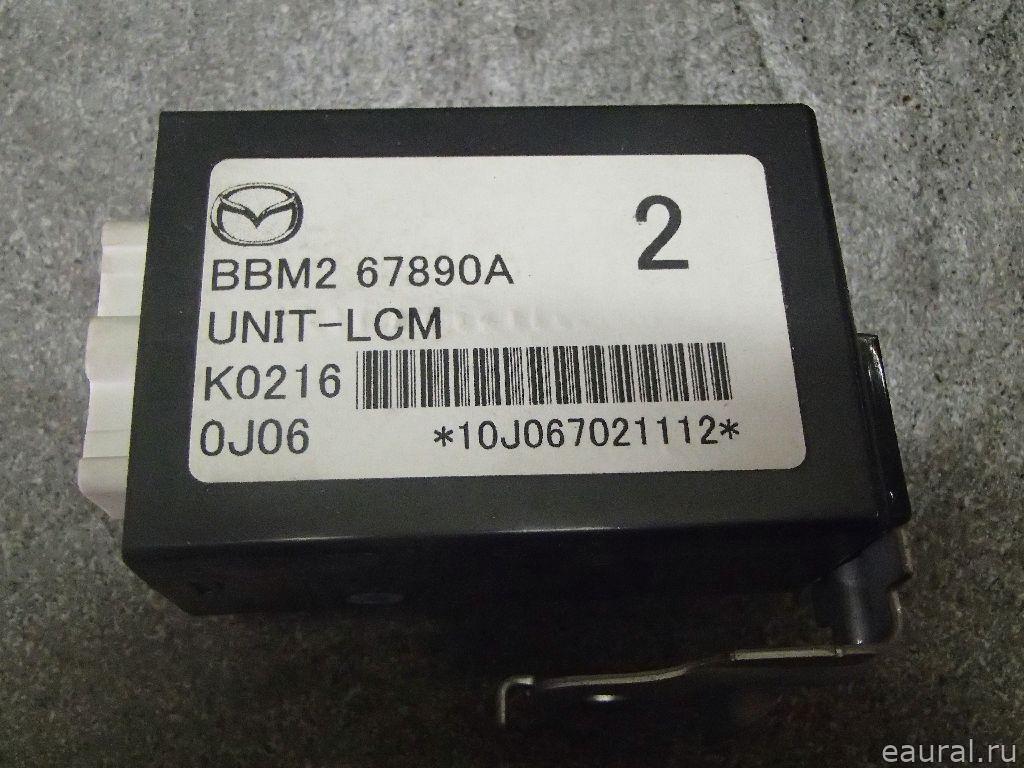 2
BBM2 67890A
UNIT-LCM
K0216
0J06 *10J067021112*
eaural.ru